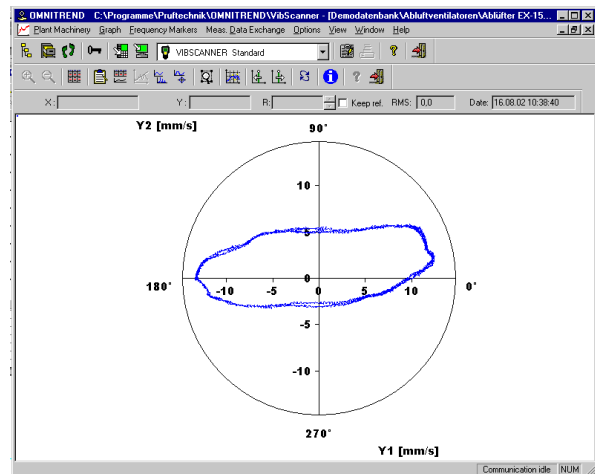 OMNITREND C:\Programme\Pruftechnik\OMNITREND\VibScanner - [Demodatenbank\Abluftventilatoren\Ablüfter EX-15...
Plant Machinery Graph Frequency Markers Meas. Data Exchange Options View Window Help
VIBSCANNER Standard
X: Y: R: Keep rel. RMS: 0,0 Date: 16.08.02 10:38:40
Y2 [mm/s] 90°
10
5
180° -10 -5 0 5 10 0°
0
-5
-10
270°
Y1 [mm/s]
Communication idle NUM